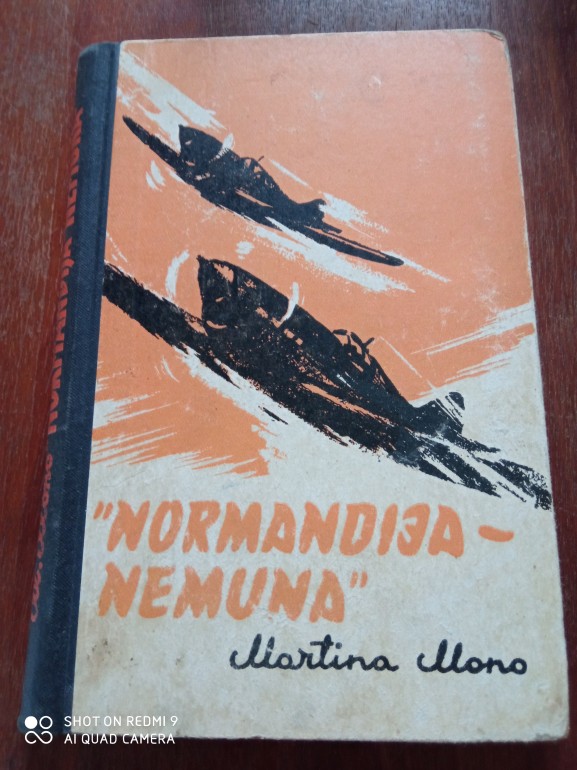 "NORMANDIJA –
NEMUNA"
Martina Mono
SHOT ON REDMI 9
AI QUAD CAMERA